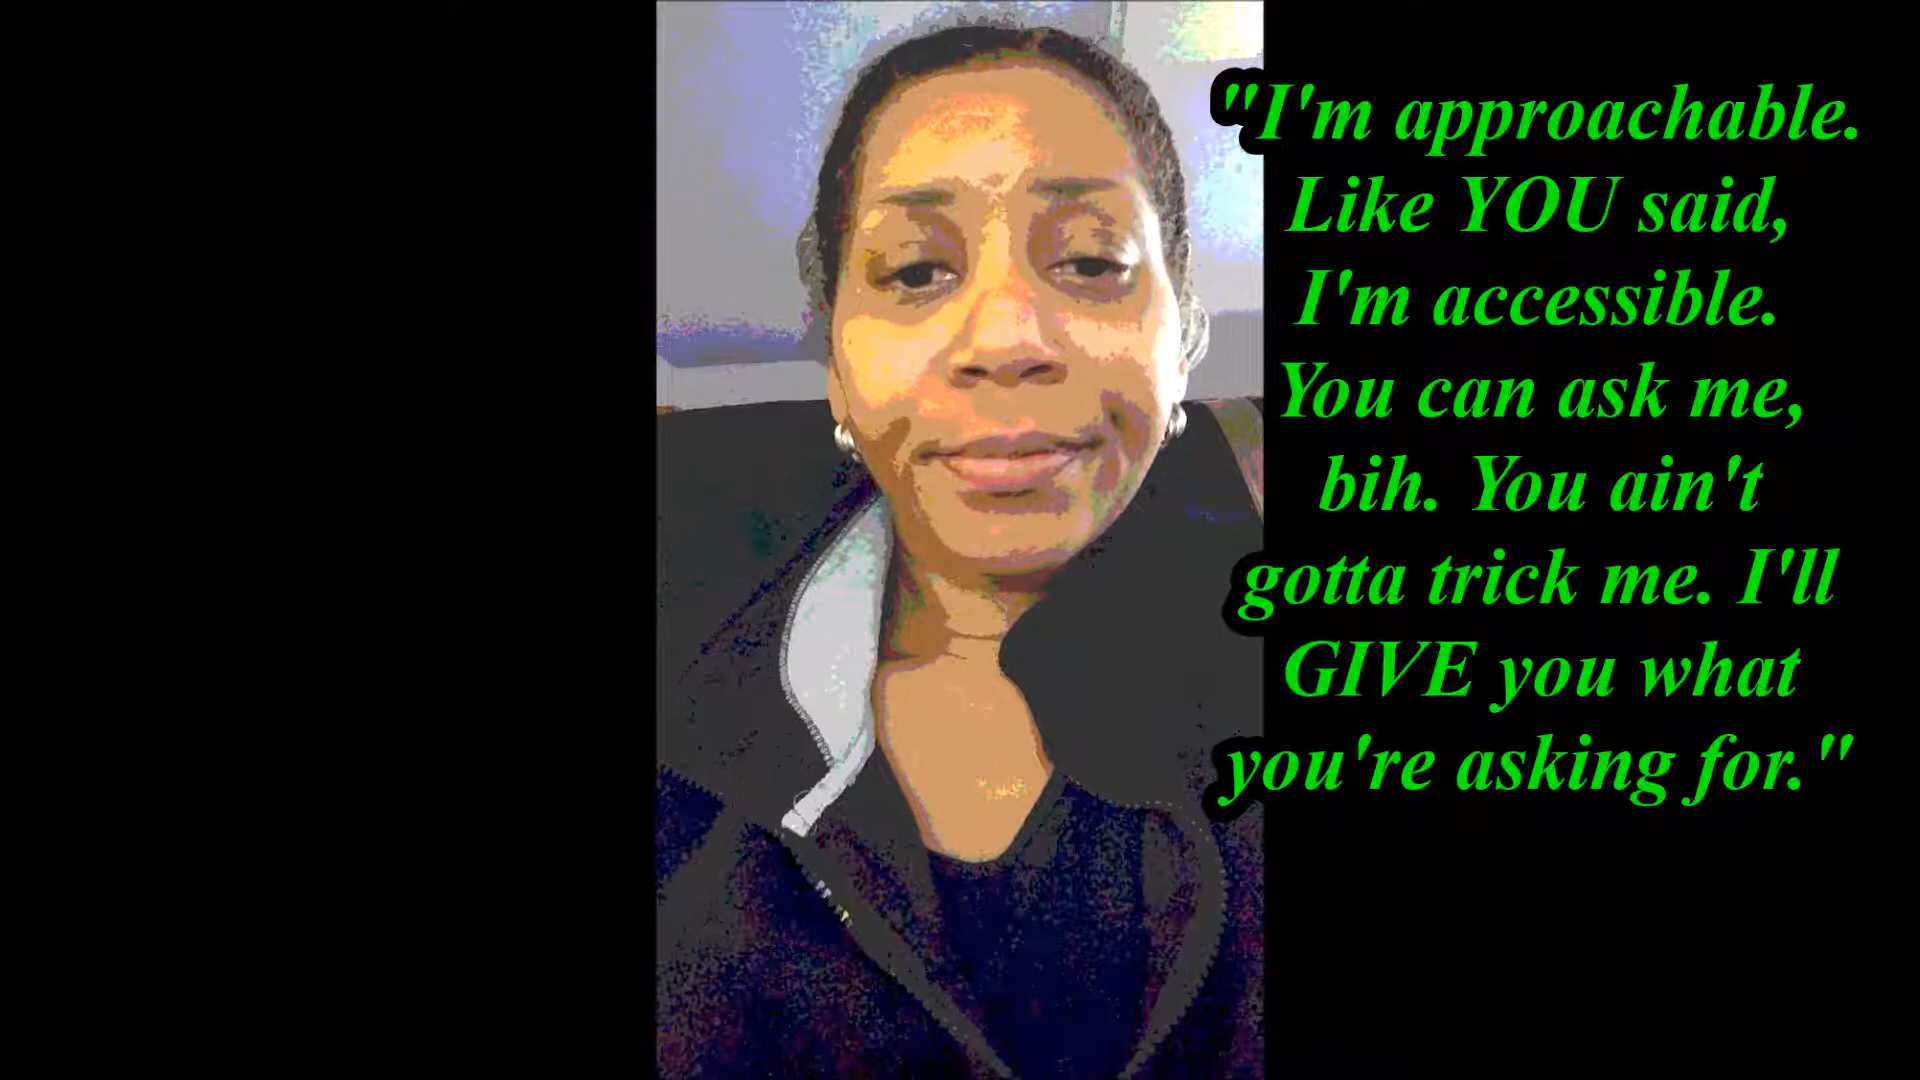 "I'm approachable.
Like YOU said,
I'm accessible.
You can ask me,
bih. You ain't
gotta trick me. I'll
GIVE you what
you're asking for."